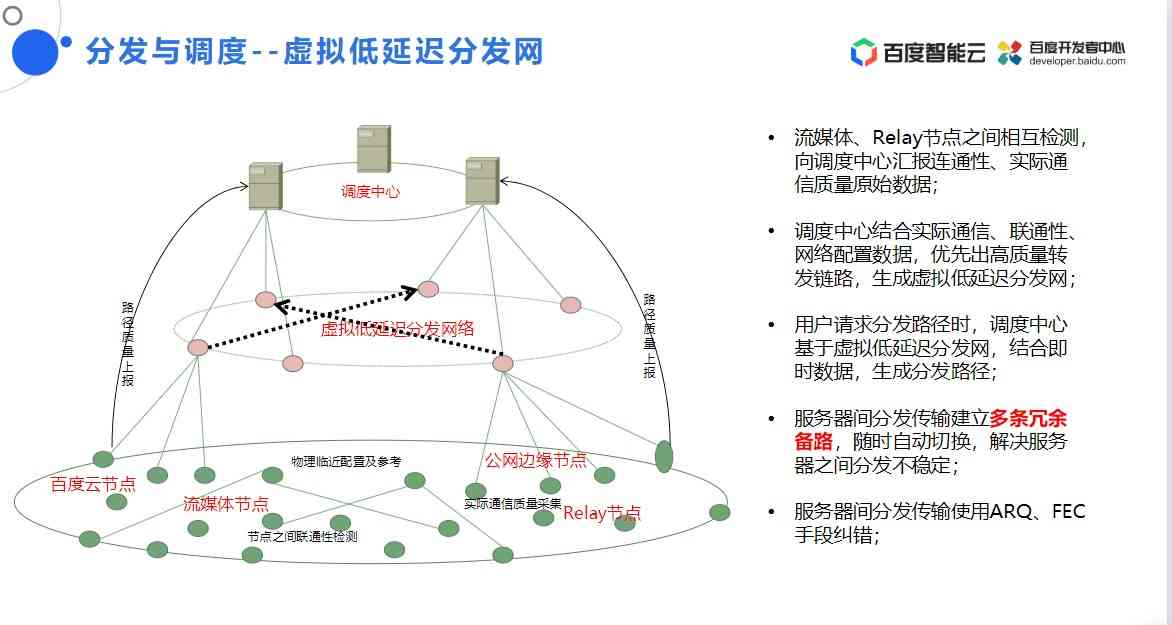 分发与调度--虚拟低延迟分发网
百度智能云
百度开发者中心
developer.baidu.com
调度中心
虚拟低延迟分发网络
路径质量上报
路径质量上报
物理临近配置及参考
公网边缘节点
百度云节点
流媒体节点
实际通信质量采集
Relay节点
节点之间联通性检测
• 流媒体、Relay节点之间相互检测，
向调度中心汇报连通性、实际通
信质量原始数据；
• 调度中心结合实际通信、联通性、
网络配置数据，优先出高质量转
发链路，生成虚拟低延迟分发网；
• 用户请求分发路径时，调度中心
基于虚拟低延迟分发网，结合即
时数据，生成分发路径；
• 服务器间分发传输建立多条冗余
备路，随时自动切换，解决服务
器之间分发不稳定；
• 服务器间分发传输使用ARQ、FEC
手段纠错；